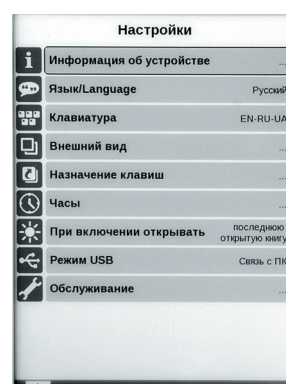 Настройки
Информация об устройстве ...
Язык/Language Русский
Клавиатура EN-RU-UA
Внешний вид ...
Назначение клавиш ...
Часы ...
При включении открывать последнюю открытую книгу
Режим USB Связь с ПК
Обслуживание ...